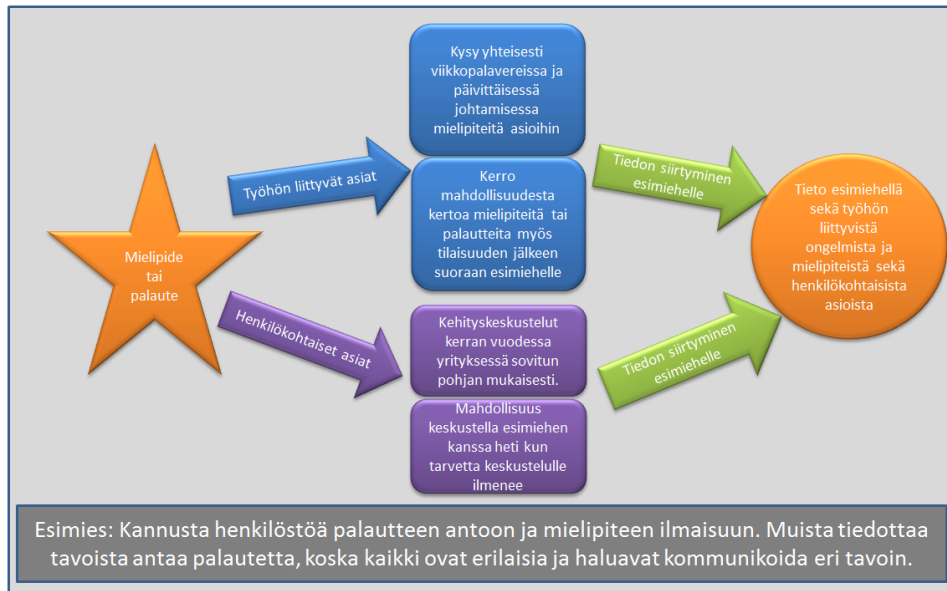 Mielipide
tai
palaute
Työhön liittyvät asiat
Henkilökohtaiset asiat
Kysy yhteisesti
viikkopalavereissa ja
päivittäisessä
johtamisessa
mielipiteitä asioihin
Kerro
mahdollisuudesta
kertoa mielipiteitä tai
palautteita myös
tilaisuuden jälkeen
suoraan esimiehelle
Kehityskeskustelut
kerran vuodessa
yrityksessä sovitun
pohjan mukaisesti.
Mahdollisuus
keskustella esimiehen
kanssa heti kun
tarvetta keskustelulle
ilmenee
Tiedon siirtyminen
esimiehelle
Tiedon siirtyminen
esimiehelle
Tieto esimiehellä
sekä työhön
liittyvistä
ongelmista ja
mielipiteistä sekä
henkilökohtaisista
asioista
Esimies: Kannusta henkilöstöä palautteen antoon ja mielipiteen ilmaisuun. Muista tiedottaa
tavoista antaa palautetta, koska kaikki ovat erilaisia ja haluavat kommunikoida eri tavoin.